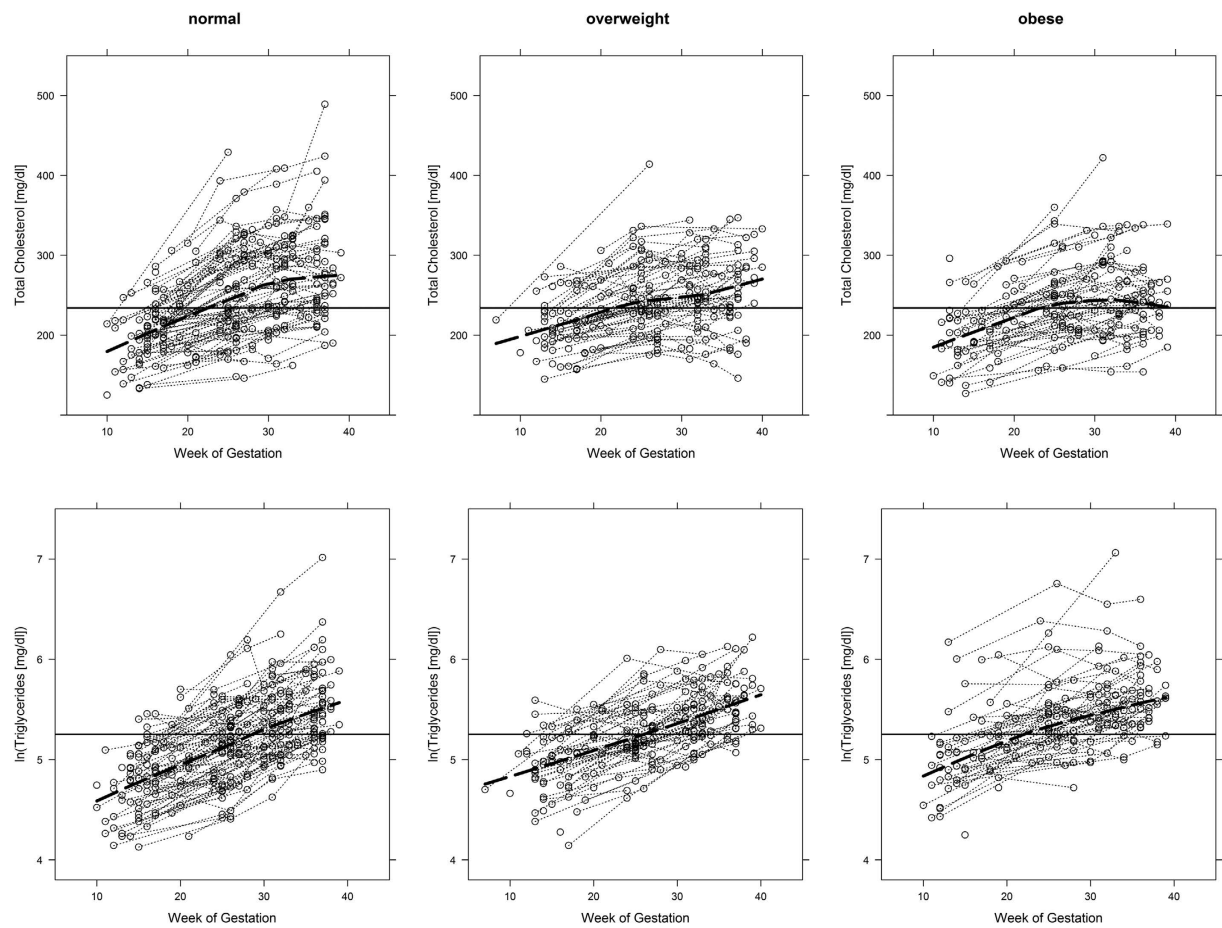 normal overweight obese
500 500 500
400 400 400
300 300 300
200 200 200
Total Cholesterol [mg/dl] Total Cholesterol [mg/dl] Total Cholesterol [mg/dl]
10 20 30 40 10 20 30 40 10 20 30 40
Week of Gestation Week of Gestation Week of Gestation
7 7 7
6 6 6
5 5 5
4 4 4
ln(Triglycerides [mg/dl]) ln(Triglycerides [mg/dl]) ln(Triglycerides [mg/dl])
10 20 30 40 10 20 30 40 10 20 30 40
Week of Gestation Week of Gestation Week of Gestation